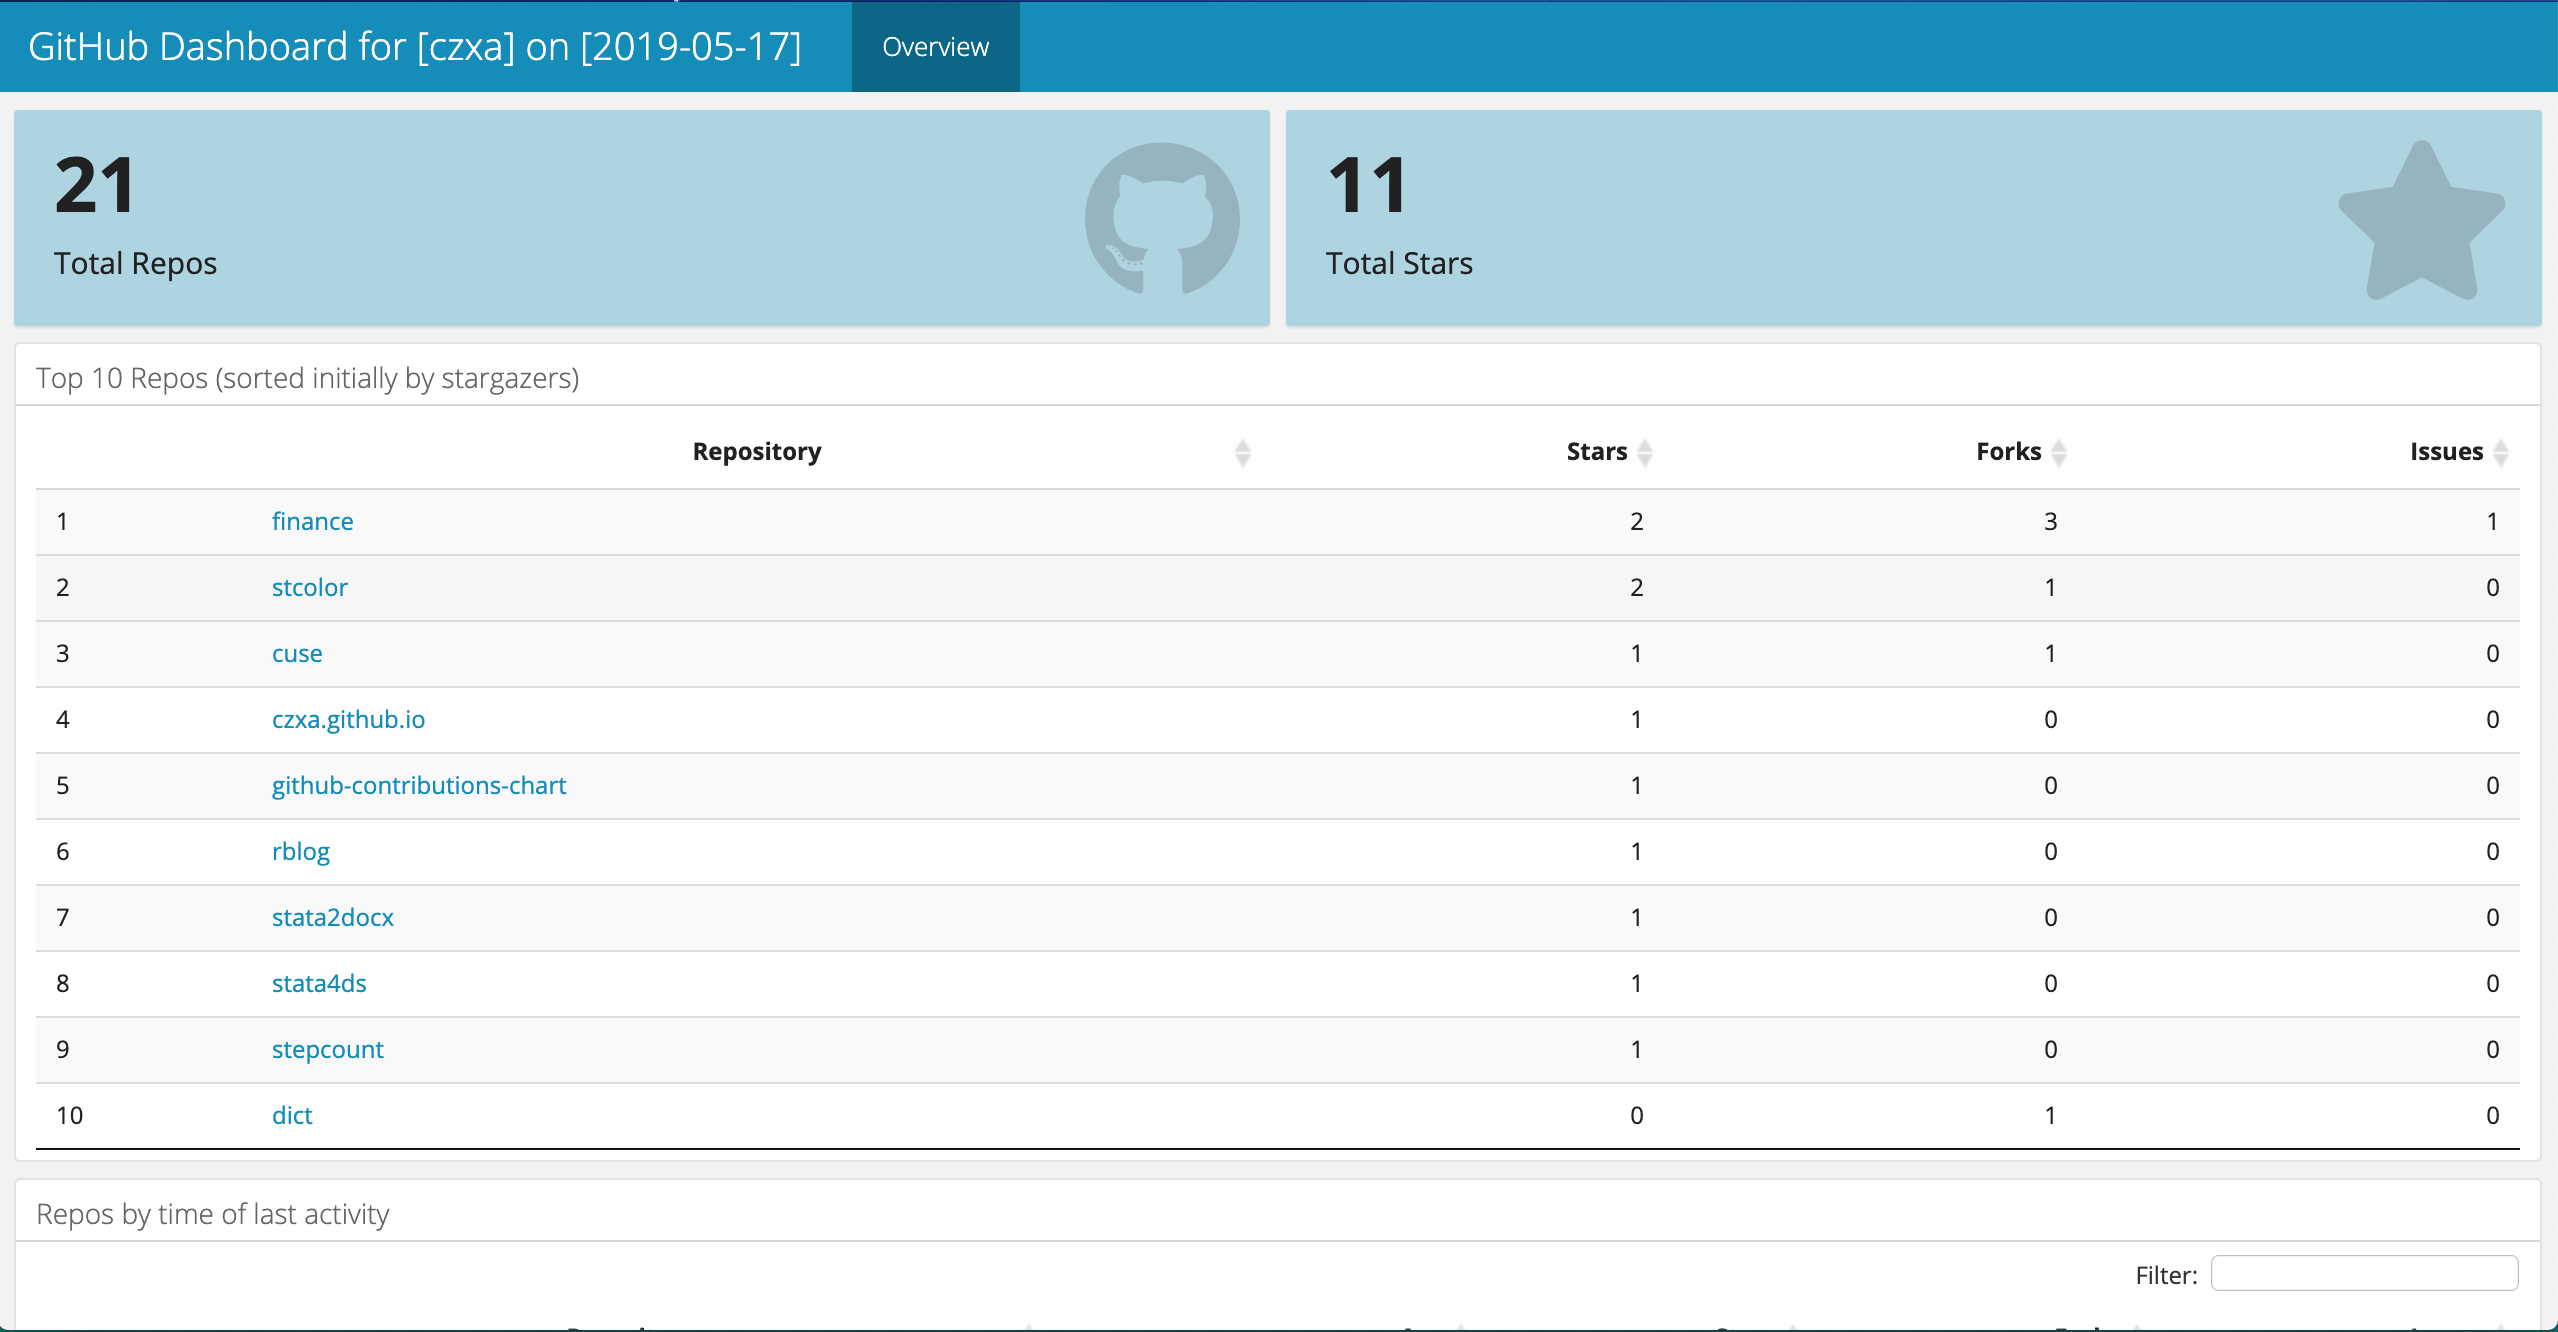 GitHub Dashboard for [czxa] on [2019-05-17] Overview
21
Total Repos
11
Total Stars
Top 10 Repos (sorted initially by stargazers)
Repository Stars Forks Issues
1 finance 2 3 1
2 stcolor 2 1 0
3 cuse 1 1 0
4 czxa.github.io 1 0 0
5 github-contributions-chart 1 0 0
6 rblog 1 0 0
7 stata2docx 1 0 0
8 stata4ds 1 0 0
9 stepcount 1 0 0
10 dict 0 1 0
Repos by time of last activity
Filter: